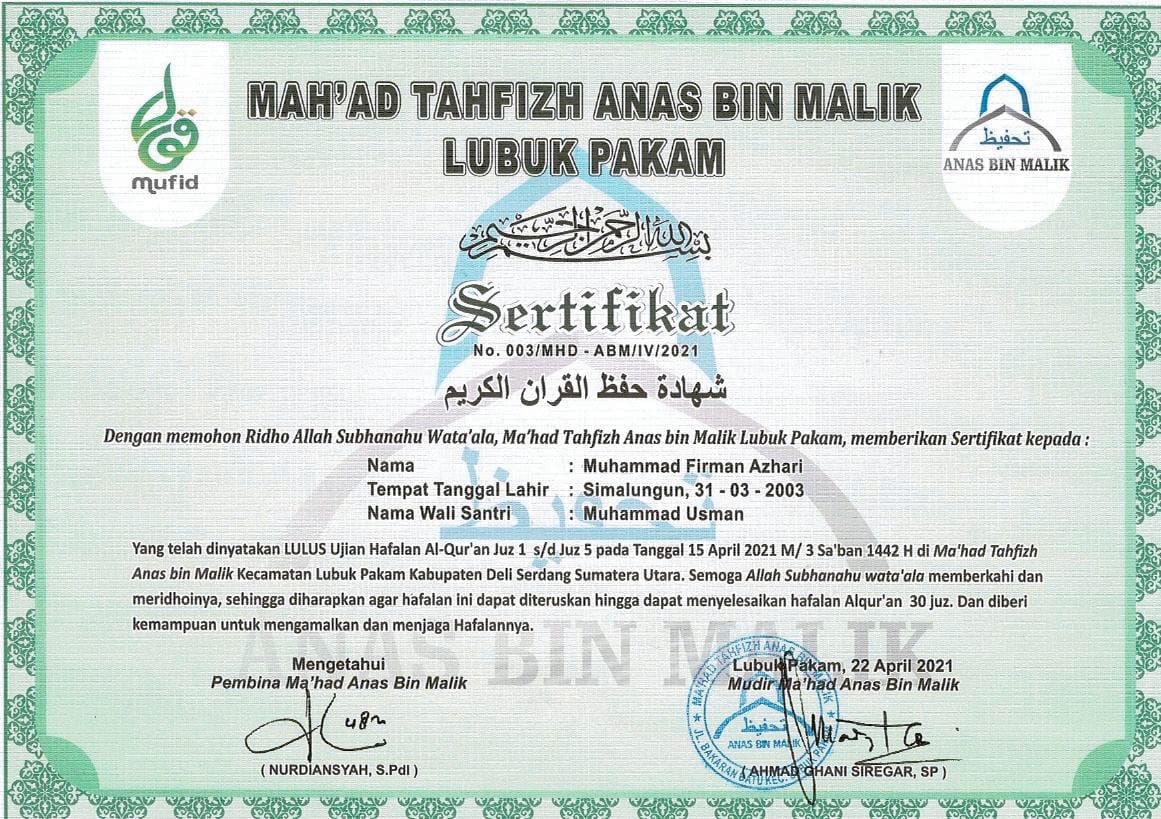 قول
mufid
MAH'AD TAHFIZH ANAS BIN MALIK
LUBUK PAKAM
تحفيظ
ANAS BIN MALIK
بسم الله الرحمن الرحيم
Sertifikat
No. 003/MHD - ABM/IV/2021
شهادة حفظ القران الكريم
Dengan memohon Ridho Allah Subhanahu Wata'ala, Ma'had Tahfizh Anas bin Malik Lubuk Pakam, memberikan Sertifikat kepada :
Nama : Muhammad Firman Azhari
Tempat Tanggal Lahir : Simalungun, 31 - 03 - 2003
Nama Wali Santri : Muhammad Usman
تحفيظ
Yang telah dinyatakan LULUS Ujian Hafalan Al-Qur'an Juz 1 s/d Juz 5 pada Tanggal 15 April 2021 M/ 3 Sa'ban 1442 H di Ma'had Tahfizh
Anas bin Malik Kecamatan Lubuk Pakam Kabupaten Deli Serdang Sumatera Utara. Semoga Allah Subhanahu wata'ala memberkahi dan
meridhoinya, sehingga diharapkan agar hafalan ini dapat diteruskan hingga dapat menyelesaikan hafalan Alqur'an 30 juz. Dan diberi
kemampuan untuk mengamalkan dan menjaga Hafalannya.
ANAS BIN MALIK
Mengetahui
Pembina Ma'had Anas Bin Malik
( NURDIANSYAH, S.PdI )
Lubuk Pakam, 22 April 2021
Mudir Ma'had Anas Bin Malik
MA'HAD TAHFIZH ANAS BIN MALIK
تحفيظ
ANAS BIN MALIK
JL. BAKARAN BATU KEC. LUBUK PAKAM
( AHMAD GHANI SIREGAR, SP )